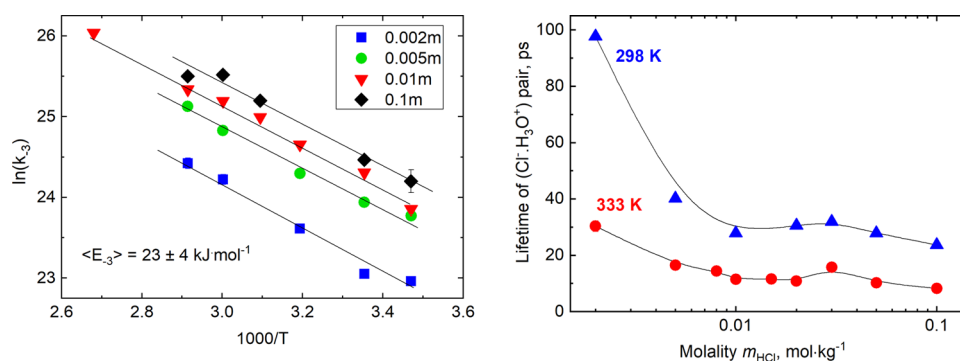 26
25
24
23
ln(k₋₃)
0.002m
0.005m
0.01m
0.1m
<E₋₃> = 23 ± 4 kJ·mol⁻¹
2.6 2.8 3.0 3.2 3.4 3.6
1000/T
100
80
60
40
20
0
Lifetime of (Cl⁻.H₃O⁺) pair, ps
298 K
333 K
0.01 0.1
Molality m_HCl, mol·kg⁻¹